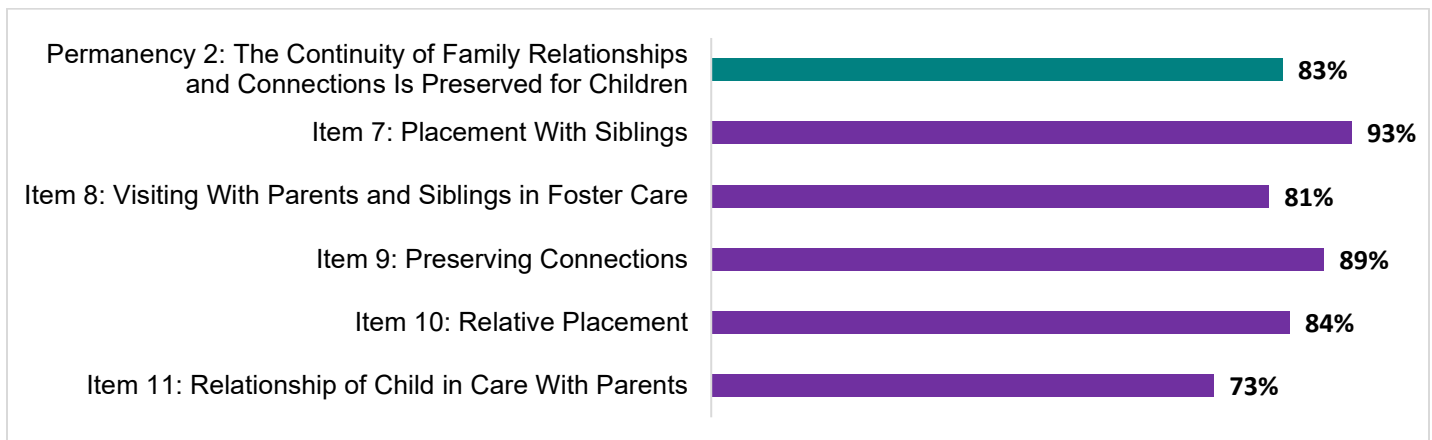 Permanency 2: The Continuity of Family Relationships
and Connections Is Preserved for Children
83%
Item 7: Placement With Siblings
93%
Item 8: Visiting With Parents and Siblings in Foster Care
81%
Item 9: Preserving Connections
89%
Item 10: Relative Placement
84%
Item 11: Relationship of Child in Care With Parents
73%